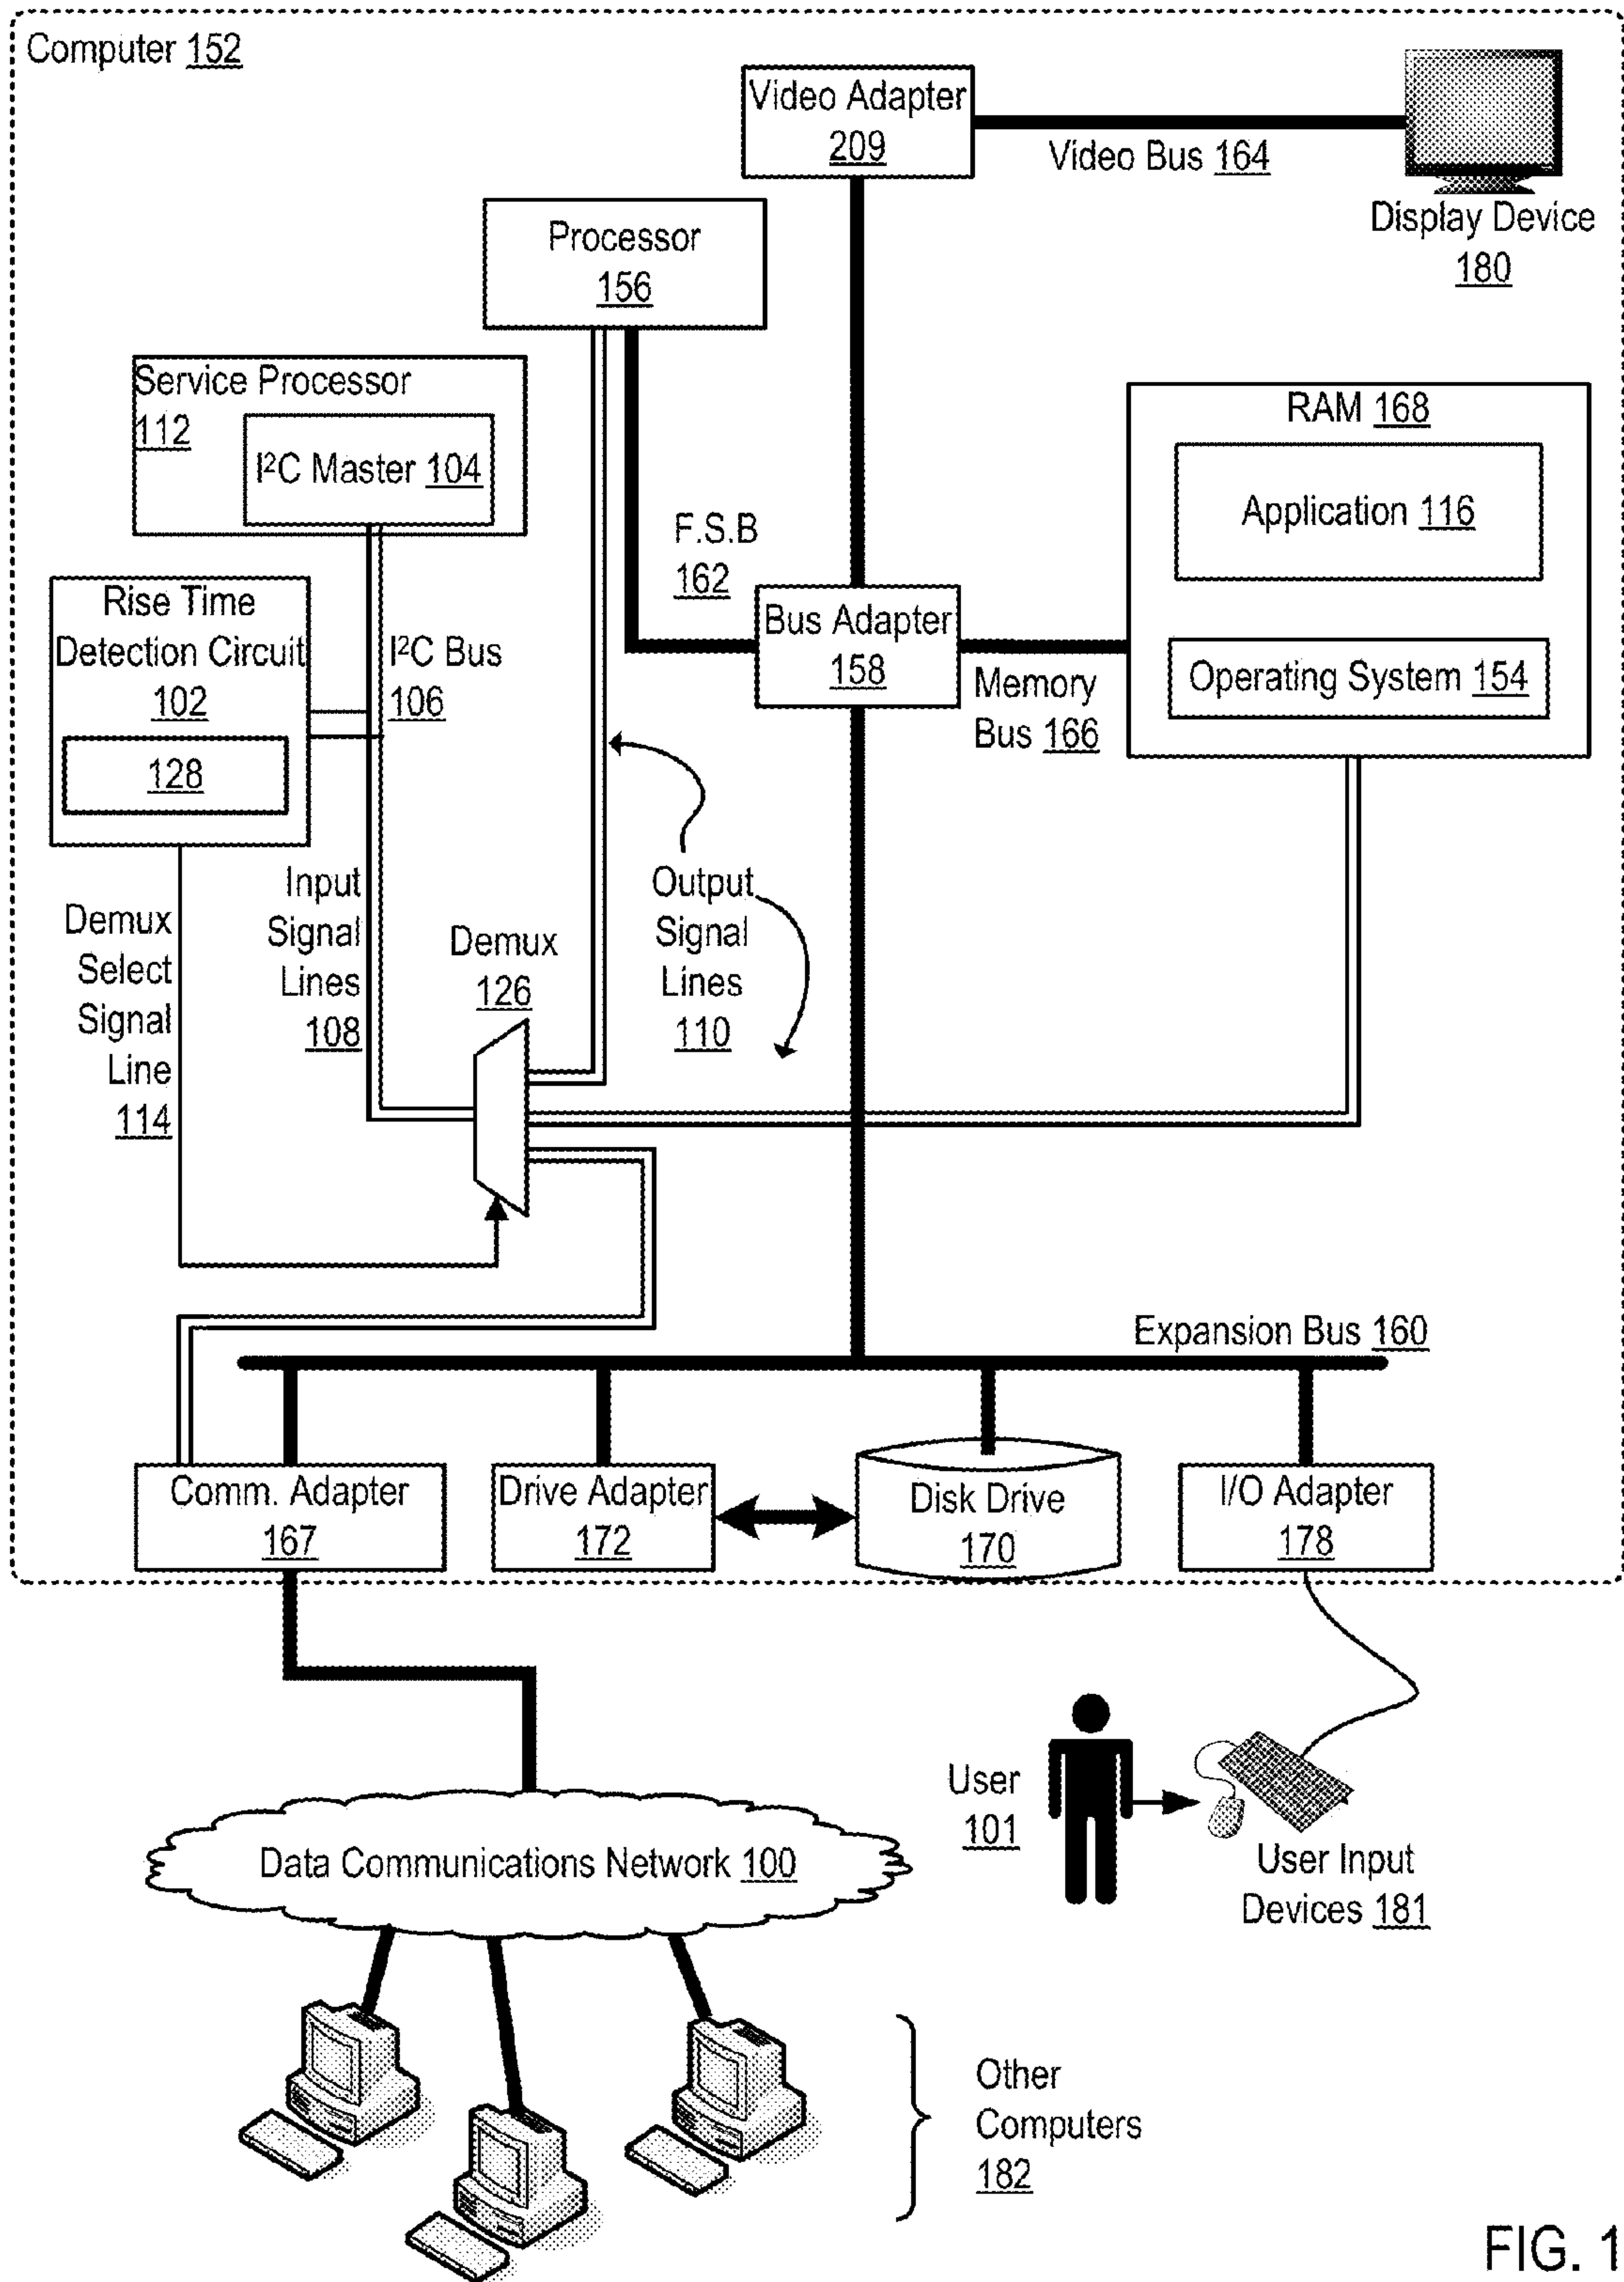 Computer 152
Video Adapter
209
Video Bus 164
Display Device
180
Processor
156
Service Processor
112
I²C Master 104
RAM 168
Application 116
Operating System 154
F.S.B
162
Bus Adapter
158
Memory
Bus 166
Rise Time
Detection Circuit
102
128
I²C Bus
106
Demux
Select
Signal
Line
114
Input
Signal
Lines
108
Demux
126
Output
Signal
Lines
110
Expansion Bus 160
Comm. Adapter
167
Drive Adapter
172
Disk Drive
170
I/O Adapter
178
User
101
User Input
Devices 181
Data Communications Network 100
Other
Computers
182
FIG. 1